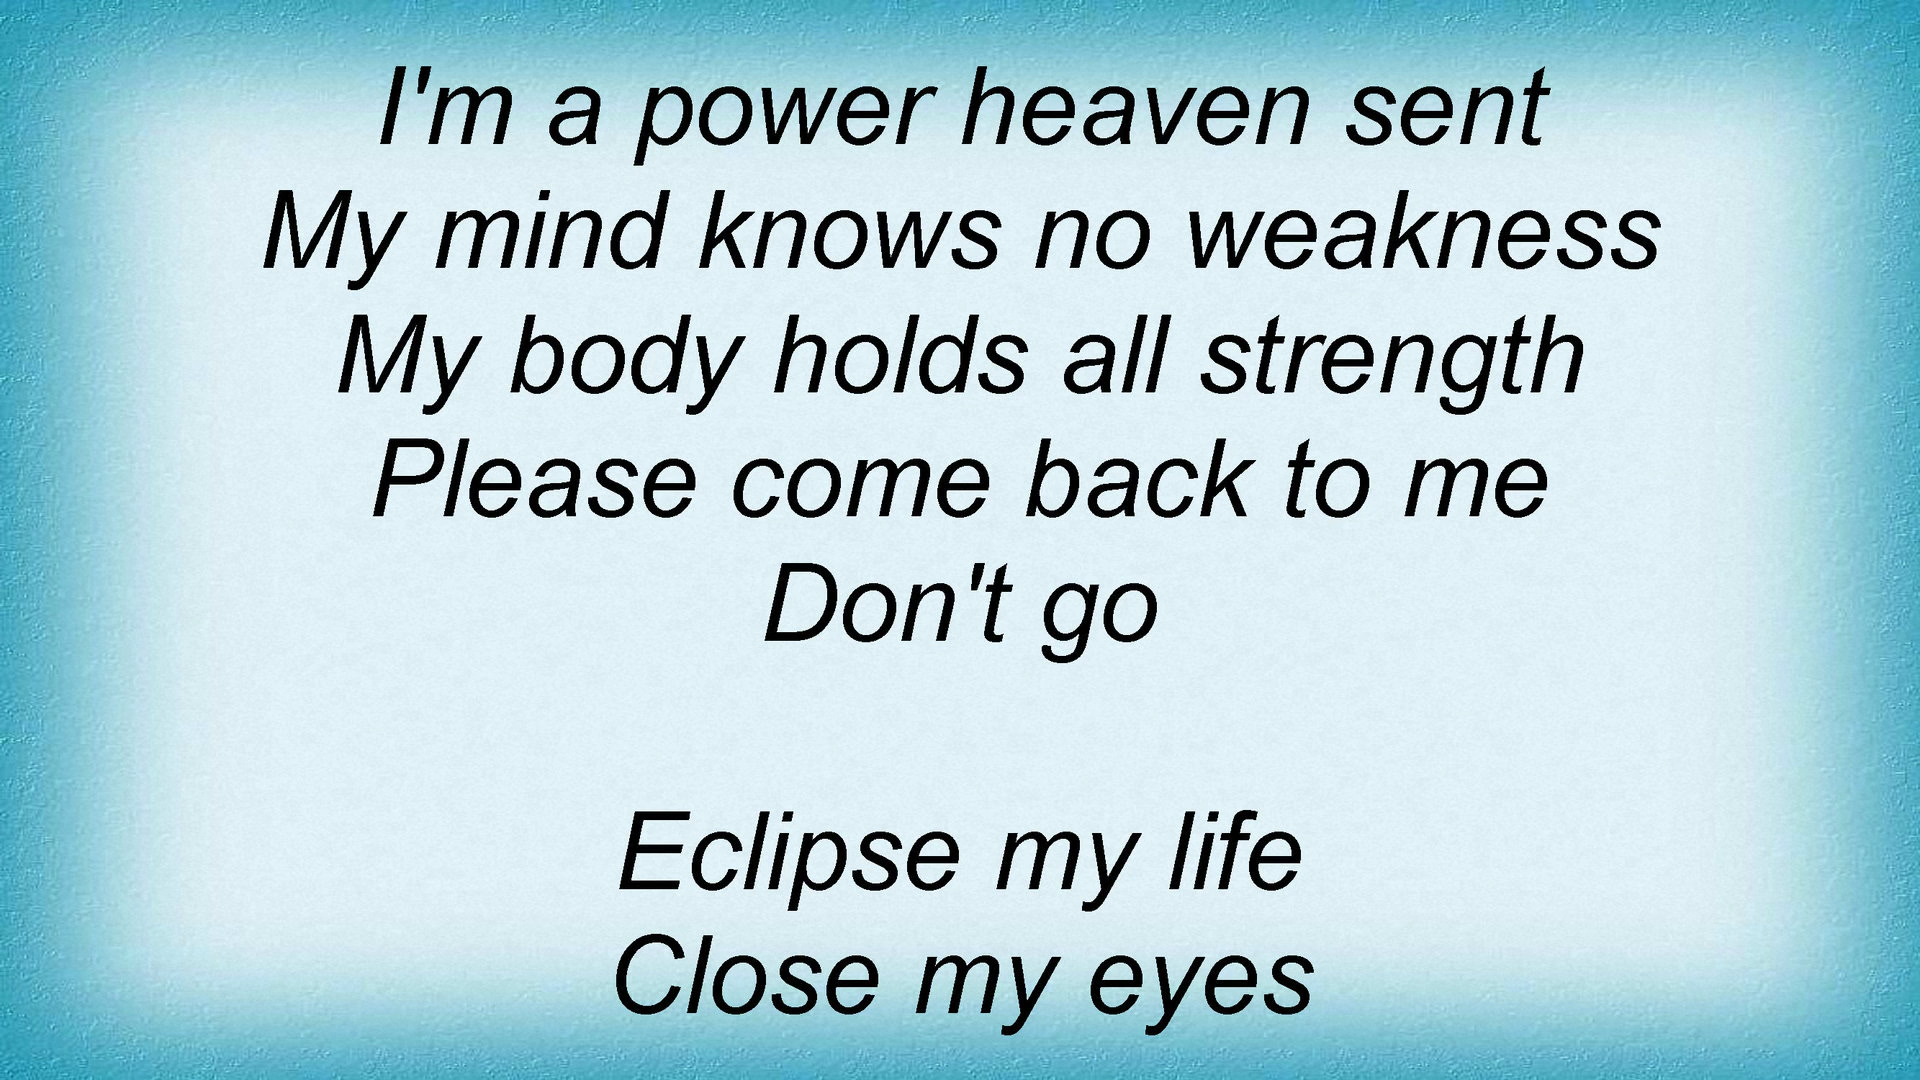 I'm a power heaven sent
My mind knows no weakness
My body holds all strength
Please come back to me
Don't go

Eclipse my life
Close my eyes